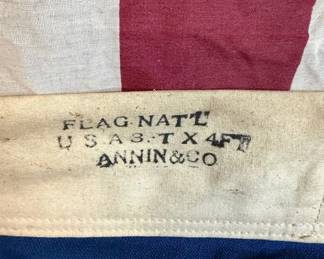 FLAG NAT'L
U S A 8.-T X 4FT
ANNIN&CO